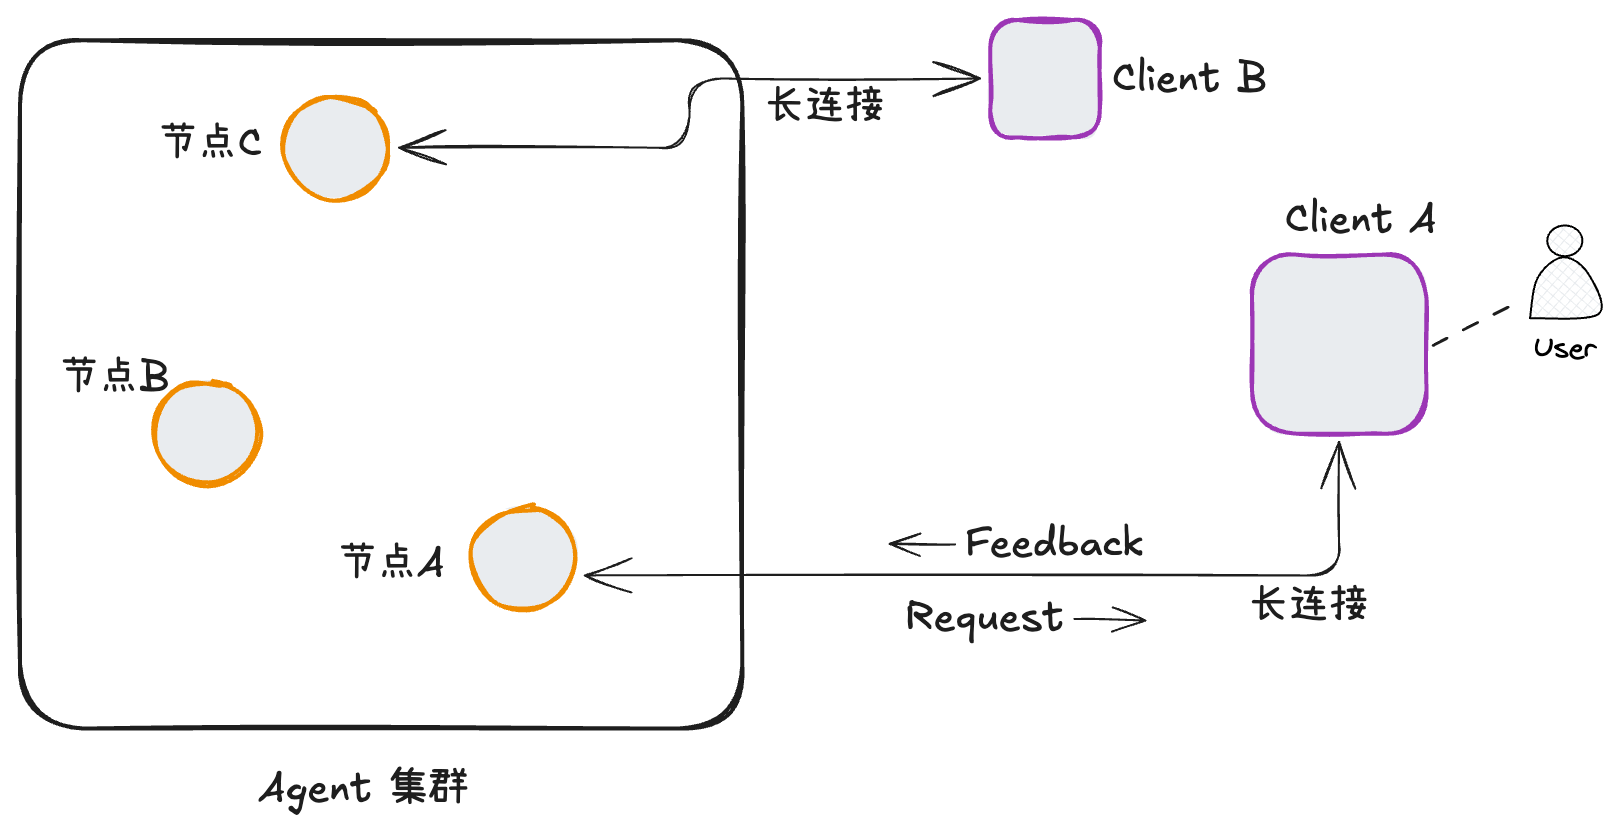 Client B
长连接
节点C
Client A
User
节点B
Feedback
节点A
长连接
Request
Agent 集群